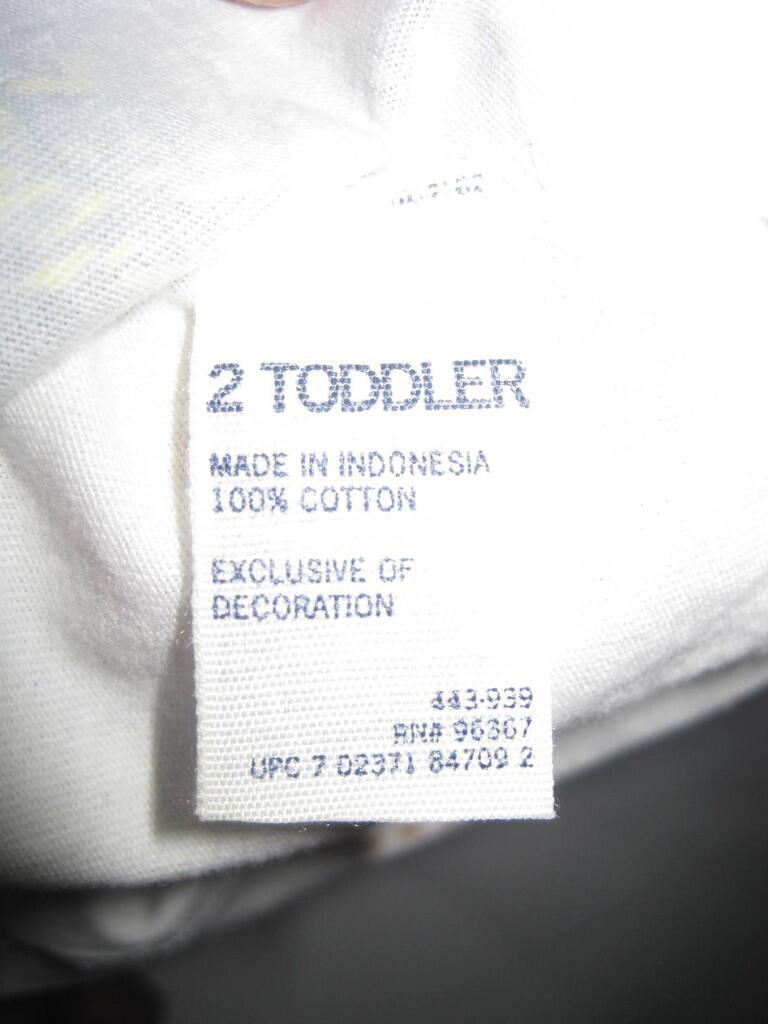 2 TODDLER
MADE IN INDONESIA
100% COTTON
EXCLUSIVE OF
DECORATION
443-939
RN# 96367
UPC 7 02371 84709 2